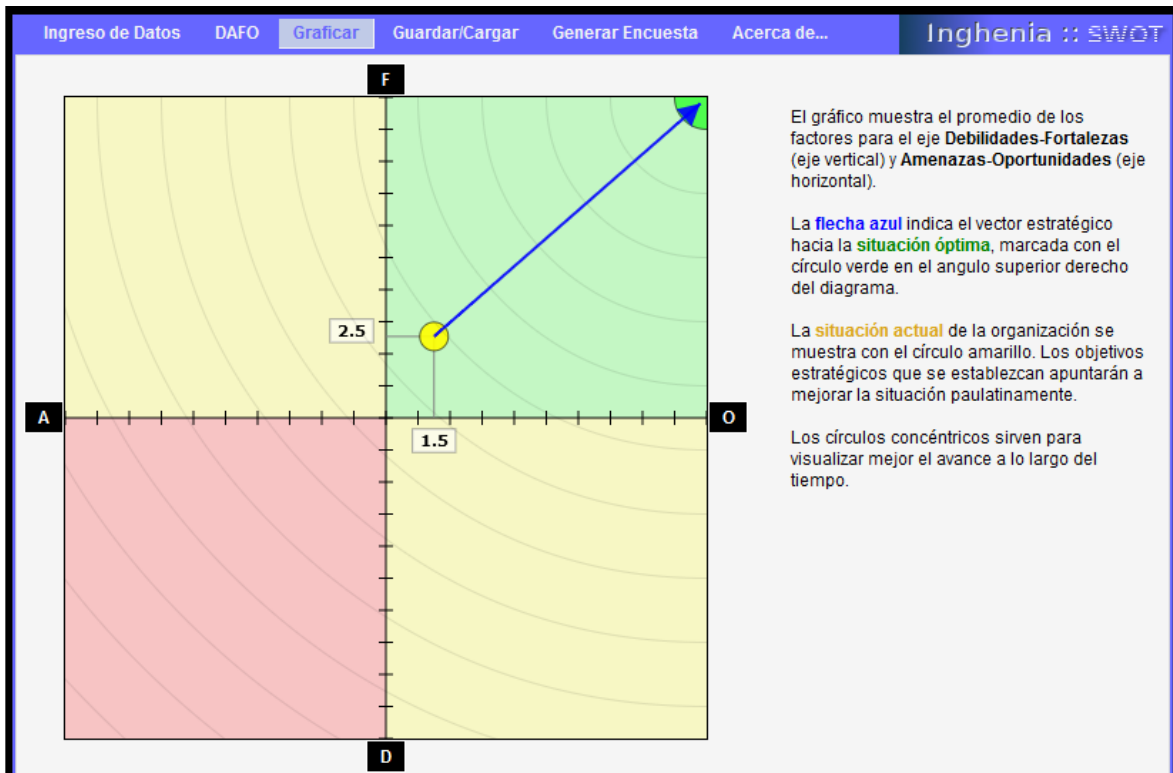 Ingreso de Datos DAFO Graficar Guardar/Cargar Generar Encuesta Acerca de... Inghenia :: SWOT
F
2.5
A
O
1.5
D
El gráfico muestra el promedio de los
factores para el eje Debilidades-Fortalezas
(eje vertical) y Amenazas-Oportunidades (eje
horizontal).
La flecha azul indica el vector estratégico
hacia la situación óptima, marcada con el
círculo verde en el angulo superior derecho
del diagrama.
La situación actual de la organización se
muestra con el círculo amarillo. Los objetivos
estratégicos que se establezcan apuntarán a
mejorar la situación paulatinamente.
Los círculos concéntricos sirven para
visualizar mejor el avance a lo largo del
tiempo.